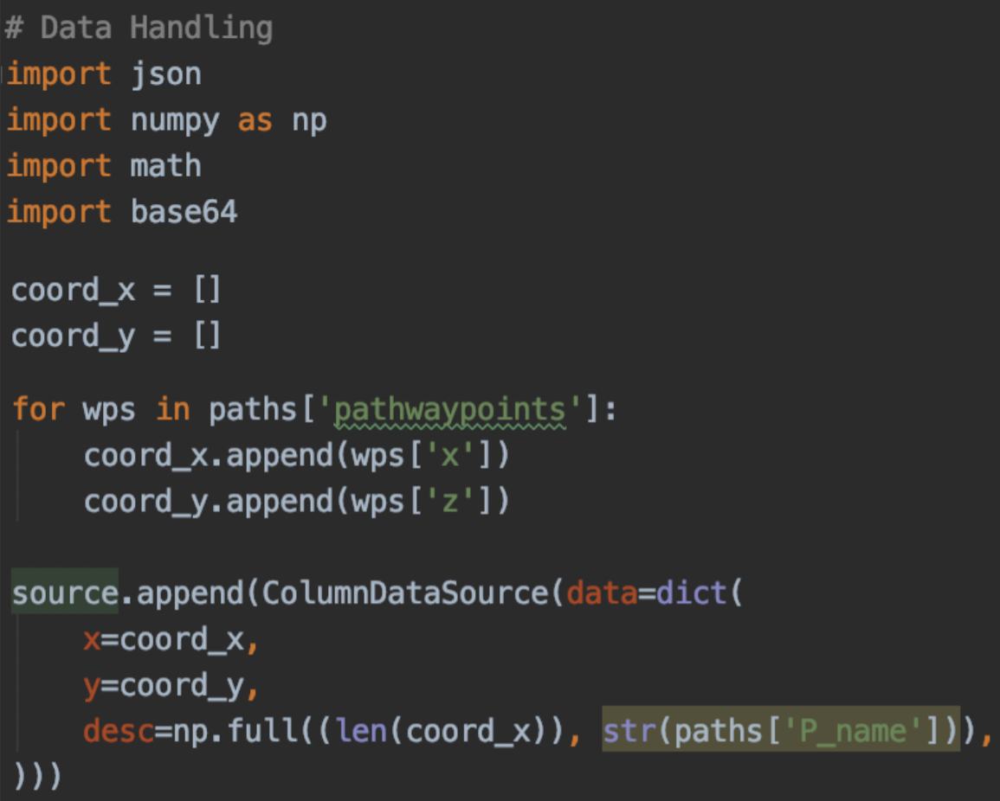 # Data Handling
import json
import numpy as np
import math
import base64
coord_x = []
coord_y = []
for wps in paths['pathwaypoints']:
    coord_x.append(wps['x'])
    coord_y.append(wps['z'])
source.append(ColumnDataSource(data=dict(
    x=coord_x,
    y=coord_y,
    desc=np.full((len(coord_x)), str(paths['P_name'])),
)))